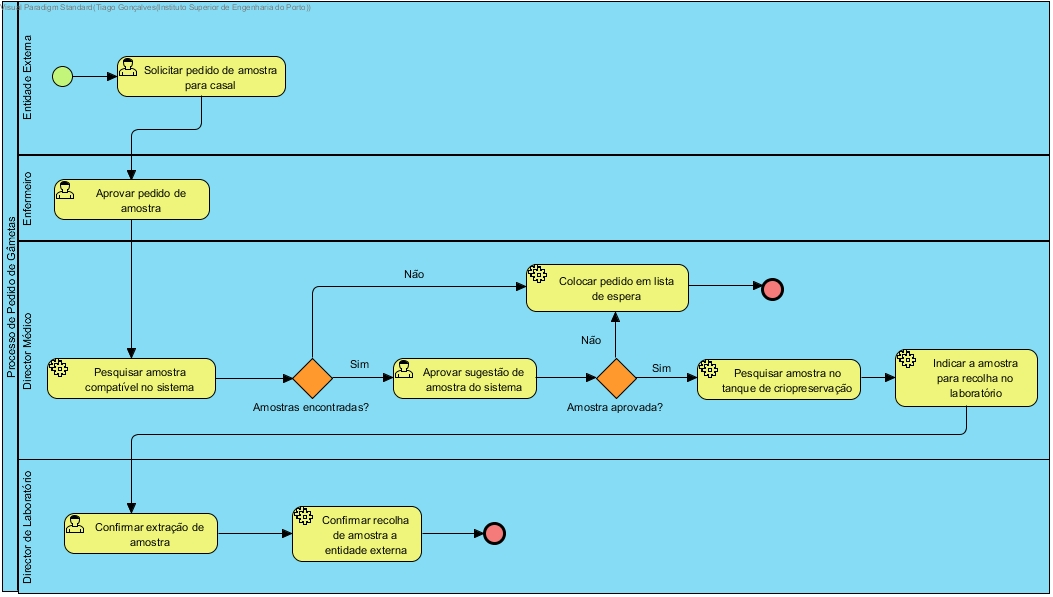 Visual Paradigm Standard(Tiago Gonçalves(Instituto Superior de Engenharia do Porto))
Processo de Pedido de Gâmetas
Entidade Externa
Solicitar pedido de amostra
para casal
Enfermeiro
Aprovar pedido de
amostra
Director Médico
Não
Colocar pedido em lista
de espera
Não
Pesquisar amostra
compatível no sistema
Amostras encontradas?
Sim
Aprovar sugestão de
amostra do sistema
Amostra aprovada?
Sim
Pesquisar amostra no
tanque de criopreservação
Indicar a amostra
para recolha no
laboratório
Director de Laboratório
Confirmar extração de
amostra
Confirmar recolha
de amostra a
entidade externa